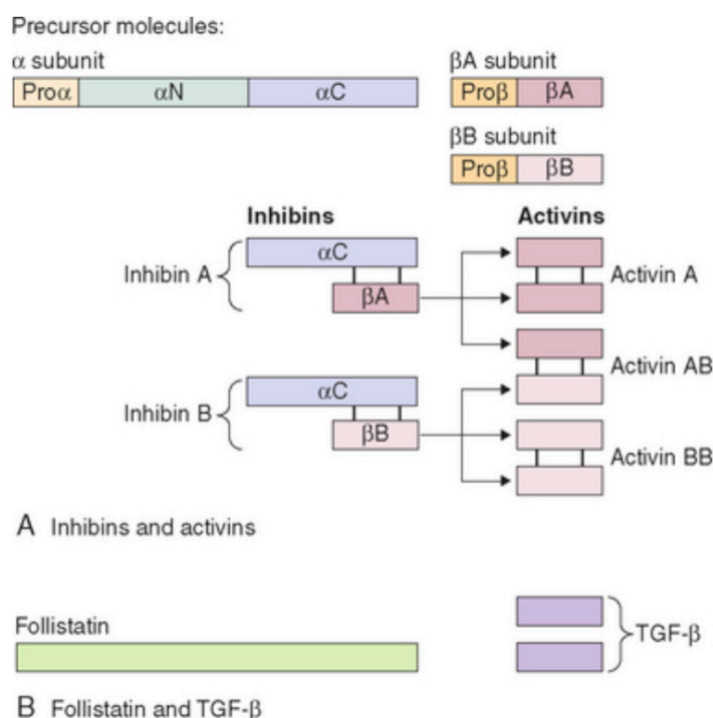 Precursor molecules:
α subunit
Proα αN αC
βA subunit
Proβ βA
βB subunit
Proβ βB
Inhibins Activins
αC
Inhibin A
βA
Activin A
Activin AB
αC
Inhibin B
βB
Activin BB
A Inhibins and activins
Follistatin
TGF-β
B Follistatin and TGF-β